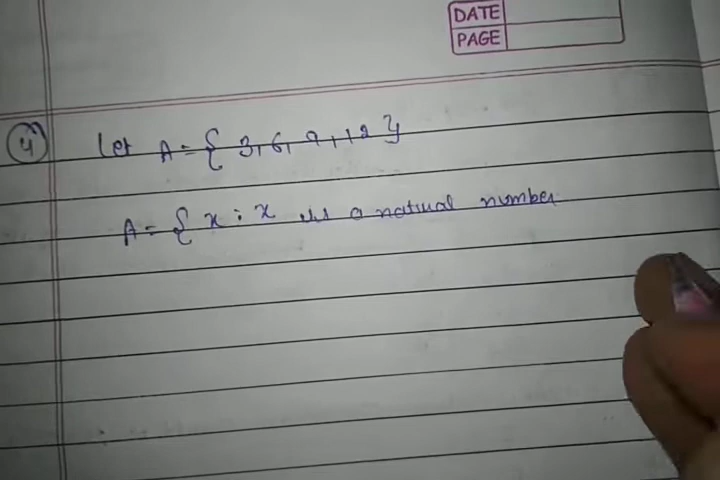 DATE
PAGE
4 Let A = { 3, 6, 9, 12 }
A = { x : x is a natural number